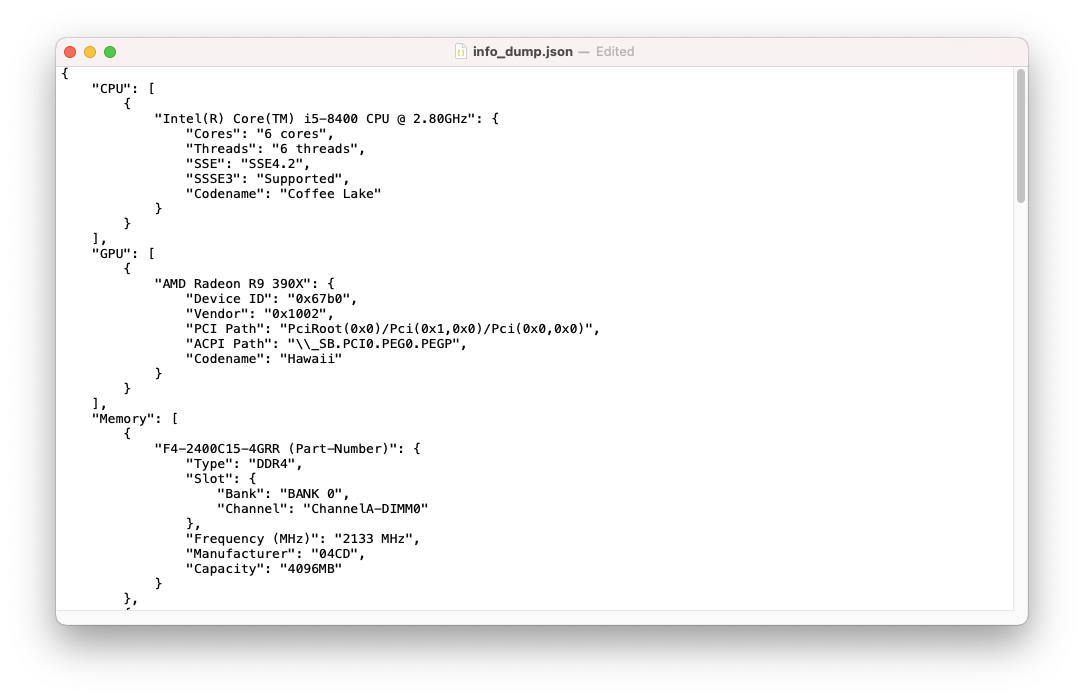 info_dump.json — Edited
{
    "CPU": [
        {
            "Intel(R) Core(TM) i5-8400 CPU @ 2.80GHz": {
                "Cores": "6 cores",
                "Threads": "6 threads",
                "SSE": "SSE4.2",
                "SSSE3": "Supported",
                "Codename": "Coffee Lake"
            }
        }
    ],
    "GPU": [
        {
            "AMD Radeon R9 390X": {
                "Device ID": "0x67b0",
                "Vendor": "0x1002",
                "PCI Path": "PciRoot(0x0)/Pci(0x1,0x0)/Pci(0x0,0x0)",
                "ACPI Path": "\\_SB.PCI0.PEG0.PEGP",
                "Codename": "Hawaii"
            }
        }
    ],
    "Memory": [
        {
            "F4-2400C15-4GRR (Part-Number)": {
                "Type": "DDR4",
                "Slot": {
                    "Bank": "BANK 0",
                    "Channel": "ChannelA-DIMM0"
                },
                "Frequency (MHz)": "2133 MHz",
                "Manufacturer": "04CD",
                "Capacity": "4096MB"
            }
        },